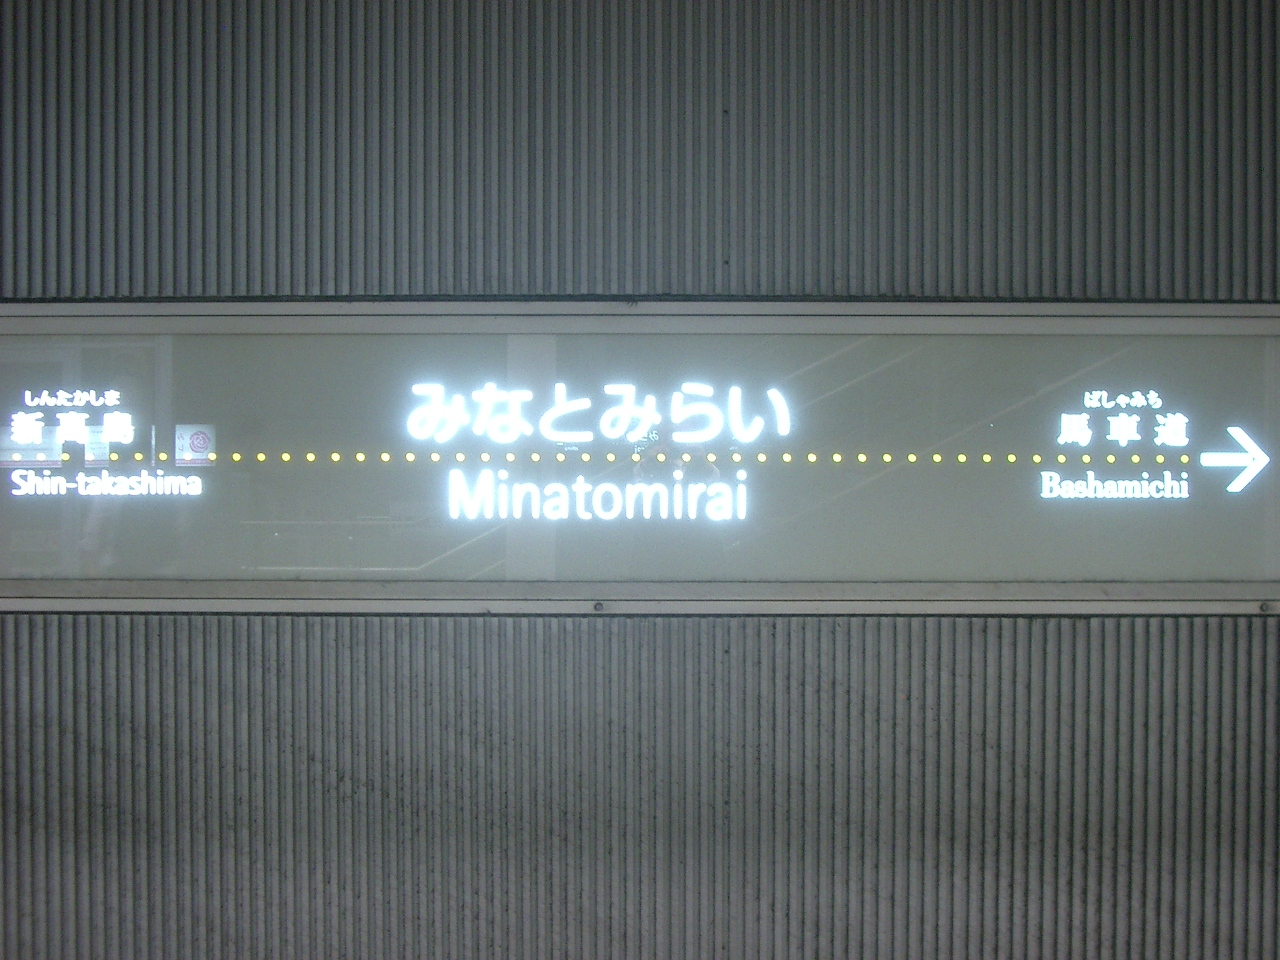 しんたかしま
新高島
Shin-takashima
みなとみらい
Minatomirai
ばしゃみち
馬車道
Bashamichi